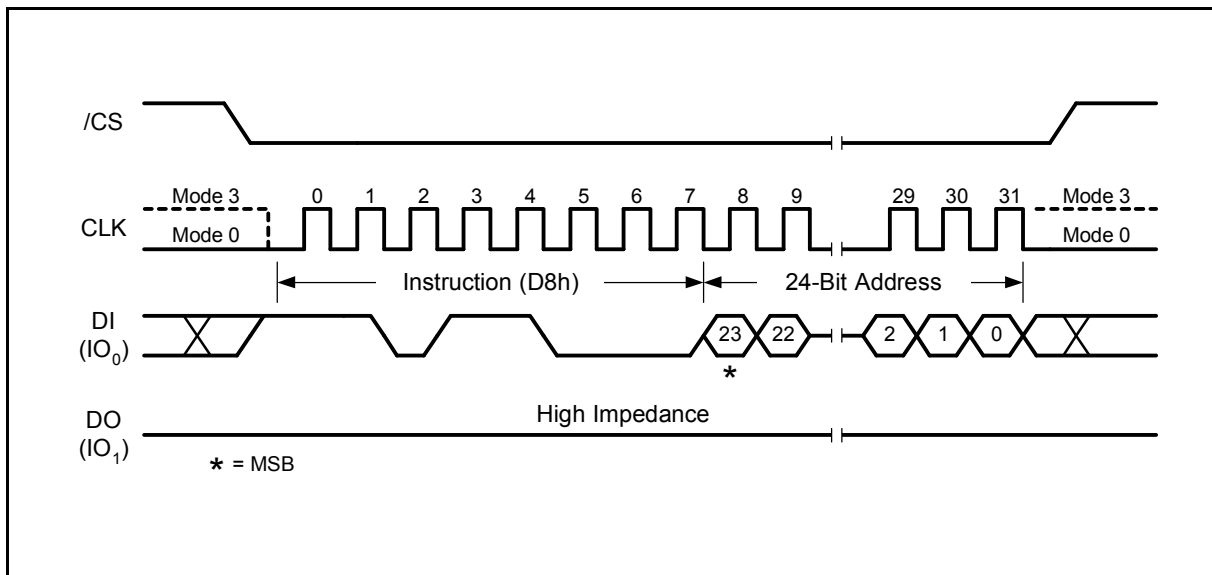 /CS
Mode 3 0 1 2 3 4 5 6 7 8 9 29 30 31 Mode 3
CLK
Mode 0 Mode 0
Instruction (D8h) 24-Bit Address
DI
(IO₀)
23 22 2 1 0
*
High Impedance
DO
(IO₁)
* = MSB